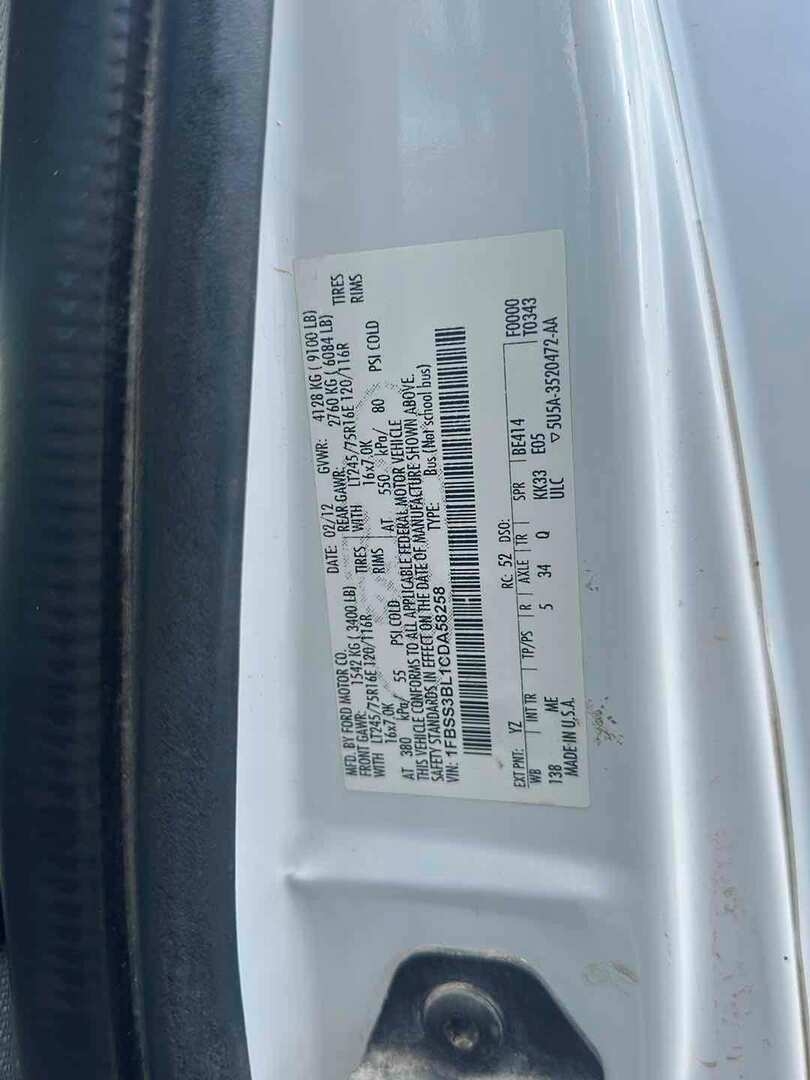 MFD. BY FORD MOTOR CO. DATE: 02/12 GVWR: 4128 KG ( 9100 LB)
FRONT GAWR: 1542 KG ( 3400 LB) REAR GAWR: 2760 KG ( 6084 LB)
WITH LT245/75R16E 120/116R TIRES WITH LT245/75R16E 120/116R TIRES
16x7.0K RIMS 16x7.0K RIMS
AT 380 kPa/ 55 PSI COLD AT 550 kPa/ 80 PSI COLD
THIS VEHICLE CONFORMS TO ALL APPLICABLE FEDERAL MOTOR VEHICLE
SAFETY STANDARDS IN EFFECT ON THE DATE OF MANUFACTURE SHOWN ABOVE.
VIN: 1FBSS3BL1CDA58258 TYPE: Bus (Not school bus)
EXT PNT: YZ RC: 52 DSO: F0000
WB INT TR TP/PS R AXLE TR SPR BE414 T0343
138 ME 5 34 Q KK33 E05
MADE IN U.S.A. ULC ▽5U5A-3520472-AA